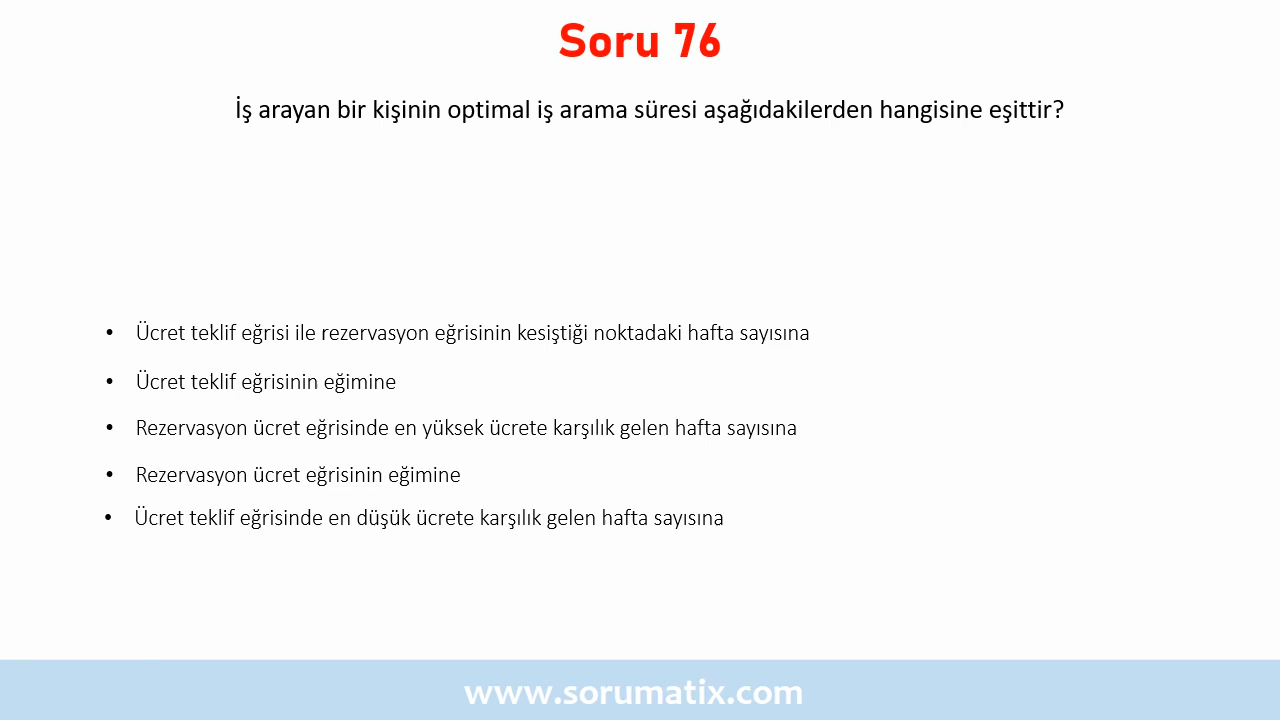 Soru 76
İş arayan bir kişinin optimal iş arama süresi aşağıdakilerden hangisine eşittir?
• Ücret teklif eğrisi ile rezervasyon eğrisinin kesiştiği noktadaki hafta sayısına
• Ücret teklif eğrisinin eğimine
• Rezervasyon ücret eğrisinde en yüksek ücrete karşılık gelen hafta sayısına
• Rezervasyon ücret eğrisinin eğimine
• Ücret teklif eğrisinde en düşük ücrete karşılık gelen hafta sayısına
www.sorumatix.com